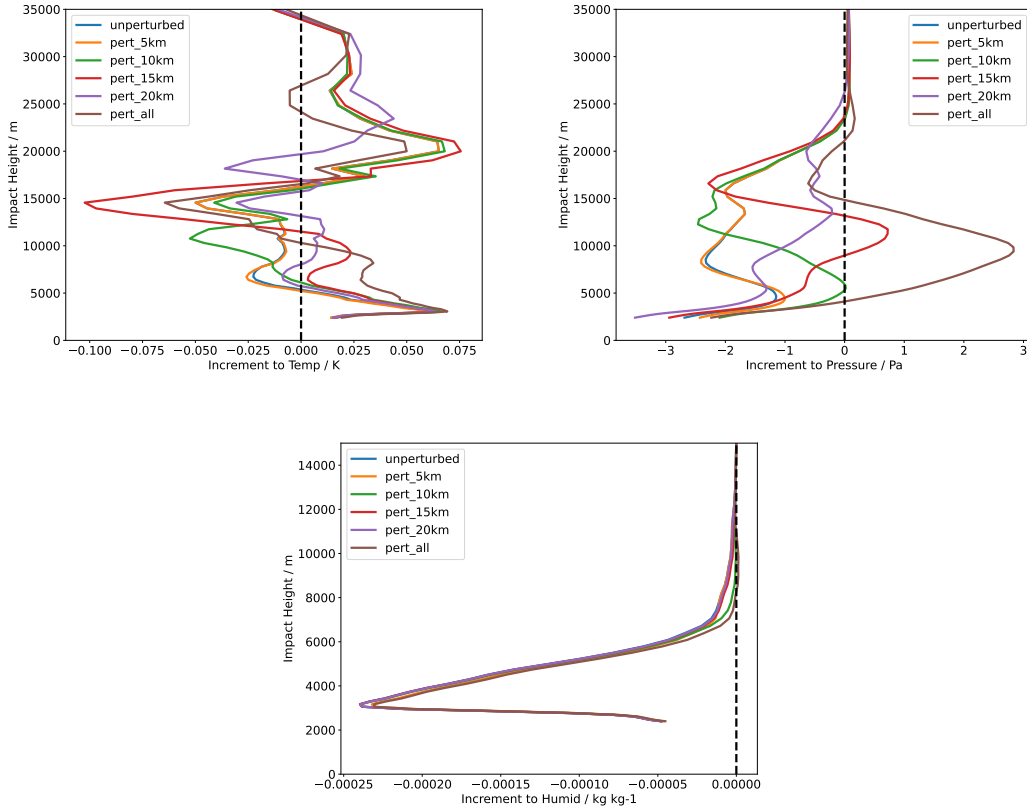 35000
30000
25000
20000
15000
10000
5000
0
Impact Height / m
unperturbed
pert_5km
pert_10km
pert_15km
pert_20km
pert_all
−0.100 −0.075 −0.050 −0.025 0.000 0.025 0.050 0.075
Increment to Temp / K
35000
30000
25000
20000
15000
10000
5000
0
Impact Height / m
unperturbed
pert_5km
pert_10km
pert_15km
pert_20km
pert_all
−3 −2 −1 0 1 2 3
Increment to Pressure / Pa
14000
12000
10000
8000
6000
4000
2000
0
Impact Height / m
unperturbed
pert_5km
pert_10km
pert_15km
pert_20km
pert_all
−0.00025 −0.00020 −0.00015 −0.00010 −0.00005 0.00000
Increment to Humid / kg kg-1